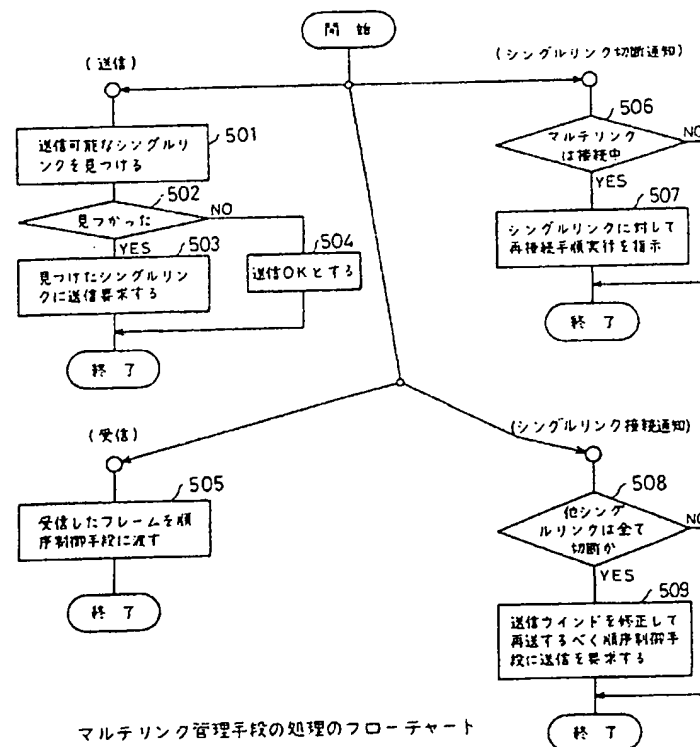 開始
(送信)
501
送信可能なシングルリ
ンクを見つける
502
見つかった
NO
YES
503
見つけたシングルリン
クに送信要求する
504
送信OKとする
終了
(シングルリンク切断通知)
506
マルチリンク
は接続中
NO
YES
507
シングルリンクに対して
再接続手順実行を指示
終了
(受信)
505
受信したフレームを順
序制御手段に渡す
終了
(シングルリンク接続通知)
508
他シング
ルリンクは全て
切断か
NO
YES
509
送信ウインドを修正して
再送するべく順序制御手
段に送信を要求する
終了
マルチリンク管理手段の処理のフローチャート